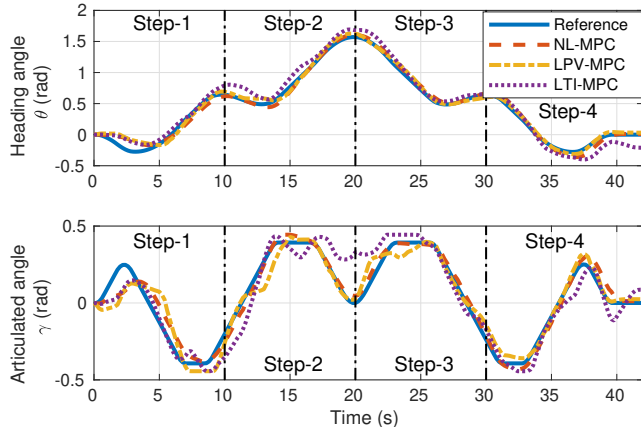 Step-1
Step-2
Step-3
Step-4
Reference
NL-MPC
LPV-MPC
LTI-MPC
Heading angle
θ (rad)
2
1.5
1
0.5
0
-0.5
0 5 10 15 20 25 30 35 40
Step-1
Step-2
Step-3
Step-4
Articulated angle
γ (rad)
0.5
0
-0.5
0 5 10 15 20 25 30 35 40
Time (s)